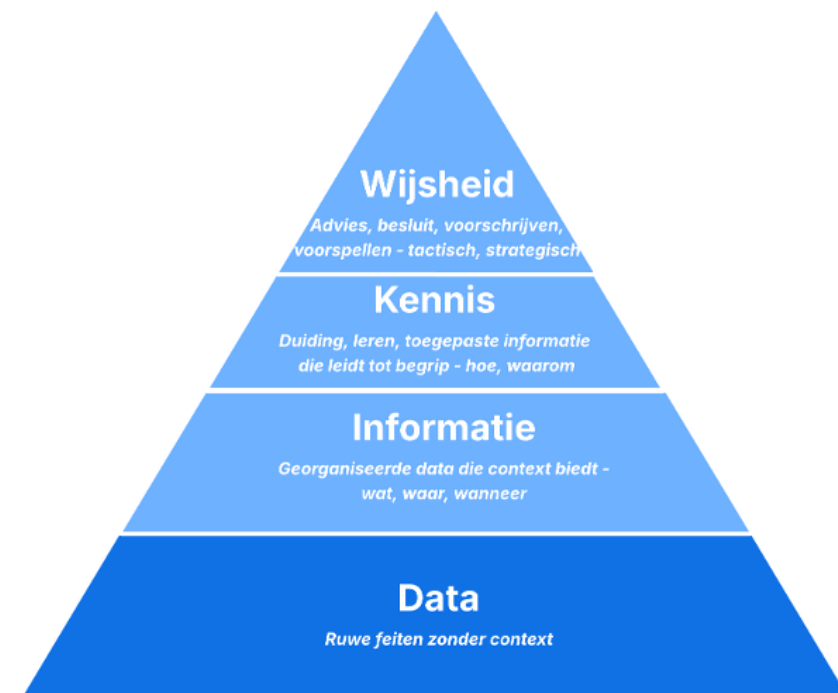 Wijsheid
Advies, besluit, voorschrijven,
voorspellen - tactisch, strategisch
Kennis
Duiding, leren, toegepaste informatie
die leidt tot begrip - hoe, waarom
Informatie
Georganiseerde data die context biedt -
wat, waar, wanneer
Data
Ruwe feiten zonder context